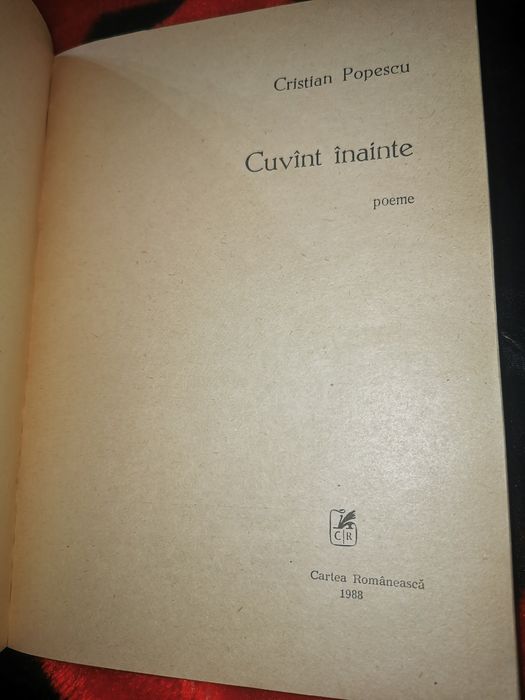 Cristian Popescu
Cuvînt înainte
poeme
C R
Cartea Românească
1988